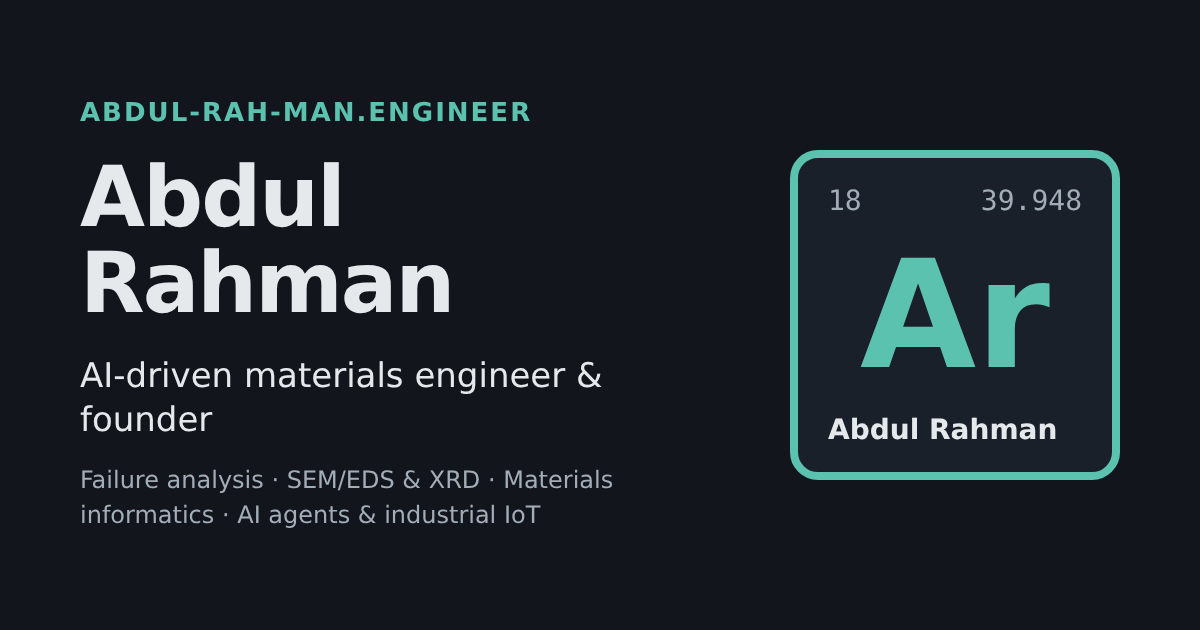 ABDUL-RAH-MAN.ENGINEER
Abdul
Rahman
AI-driven materials engineer &
founder
Failure analysis · SEM/EDS & XRD · Materials
informatics · AI agents & industrial IoT
18 39.948
Ar
Abdul Rahman